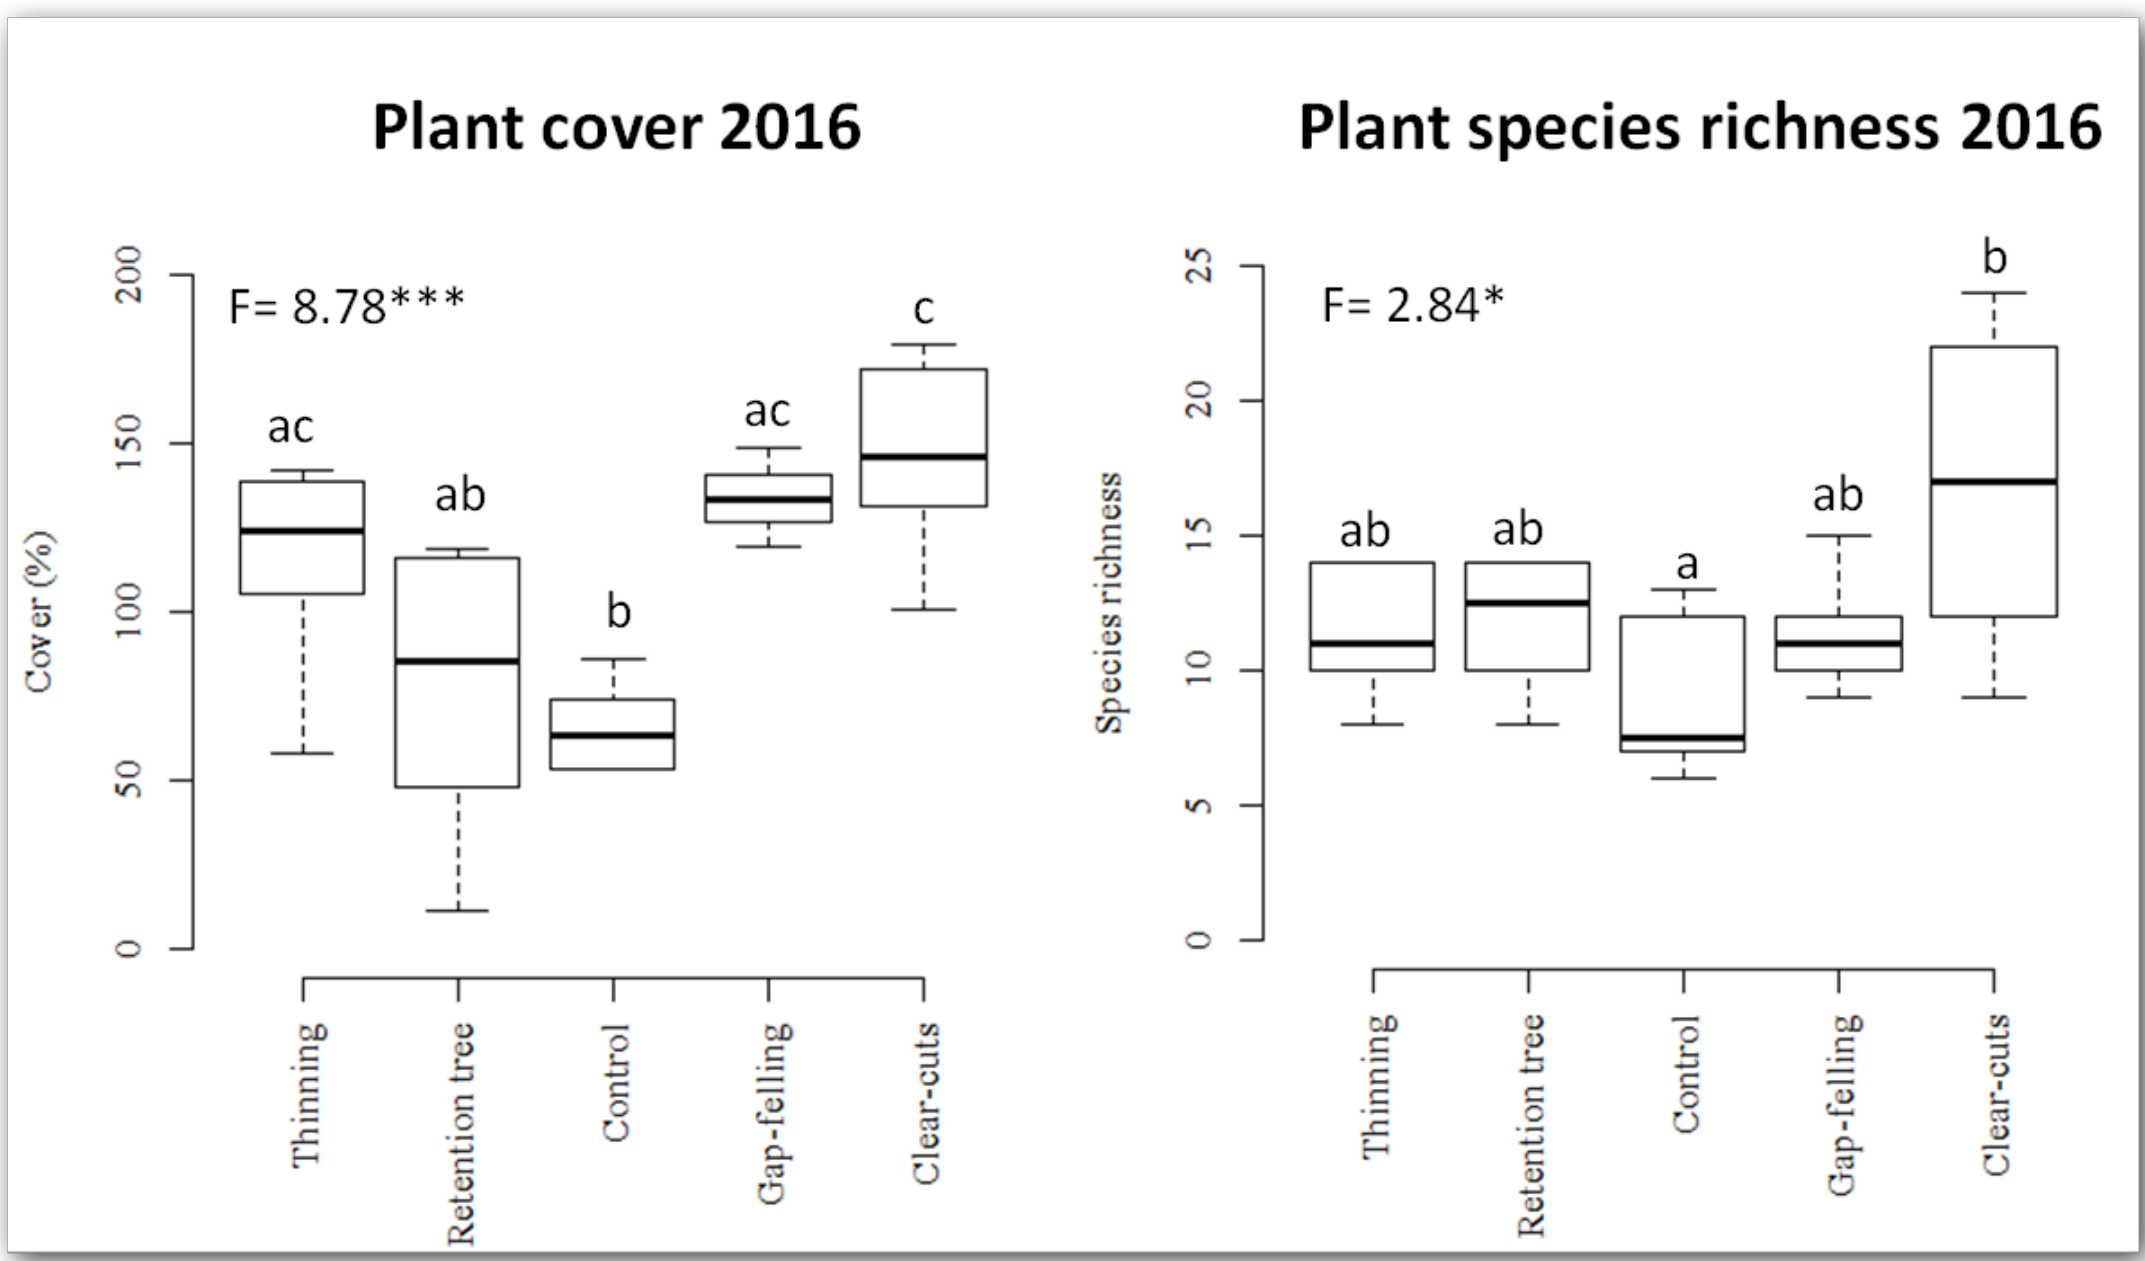 Plant cover 2016
F= 8.78***
Cover (%)
200
150
100
50
0
ac
ab
b
ac
c
Thinning
Retention tree
Control
Gap-felling
Clear-cuts
Plant species richness 2016
F= 2.84*
Species richness
25
20
15
10
5
0
ab
ab
a
ab
b
Thinning
Retention tree
Control
Gap-felling
Clear-cuts